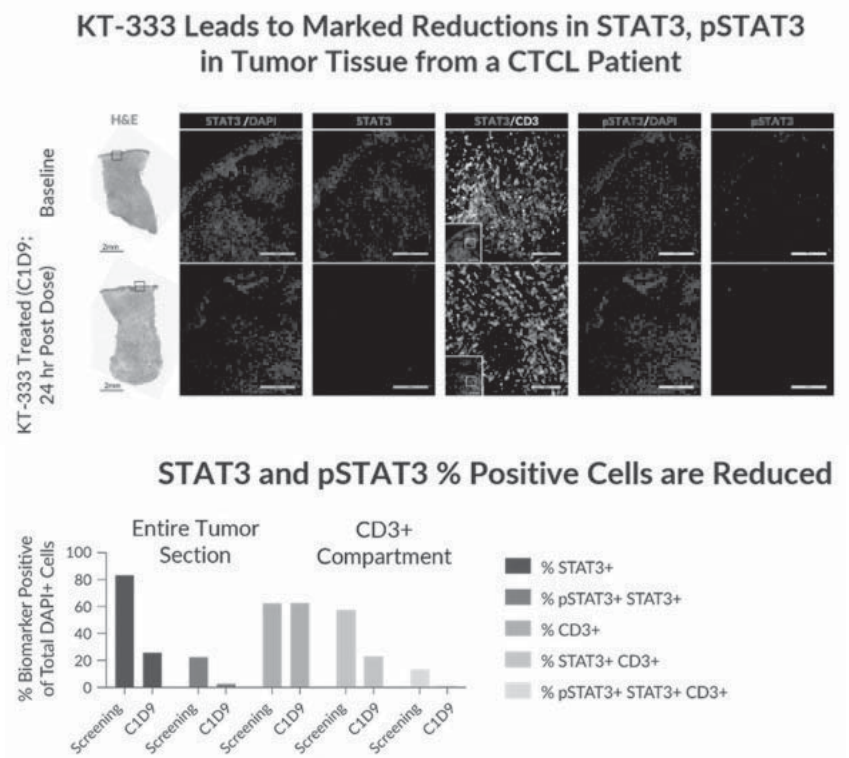 KT-333 Leads to Marked Reductions in STAT3, pSTAT3
in Tumor Tissue from a CTCL Patient
H&E
STAT3/DAPI
STAT3
STAT3/CD3
pSTAT3/DAPI
pSTAT3
Baseline
2mm
KT-333 Treated (C1D9;
24 hr Post Dose)
2mm
STAT3 and pSTAT3 % Positive Cells are Reduced
% Biomarker Positive
of Total DAPI+ Cells
Entire Tumor
Section
CD3+
Compartment
100
80
60
40
20
0
Screening
C1D9
Screening
C1D9
Screening
C1D9
Screening
C1D9
Screening
C1D9
% STAT3+
% pSTAT3+ STAT3+
% CD3+
% STAT3+ CD3+
% pSTAT3+ STAT3+ CD3+